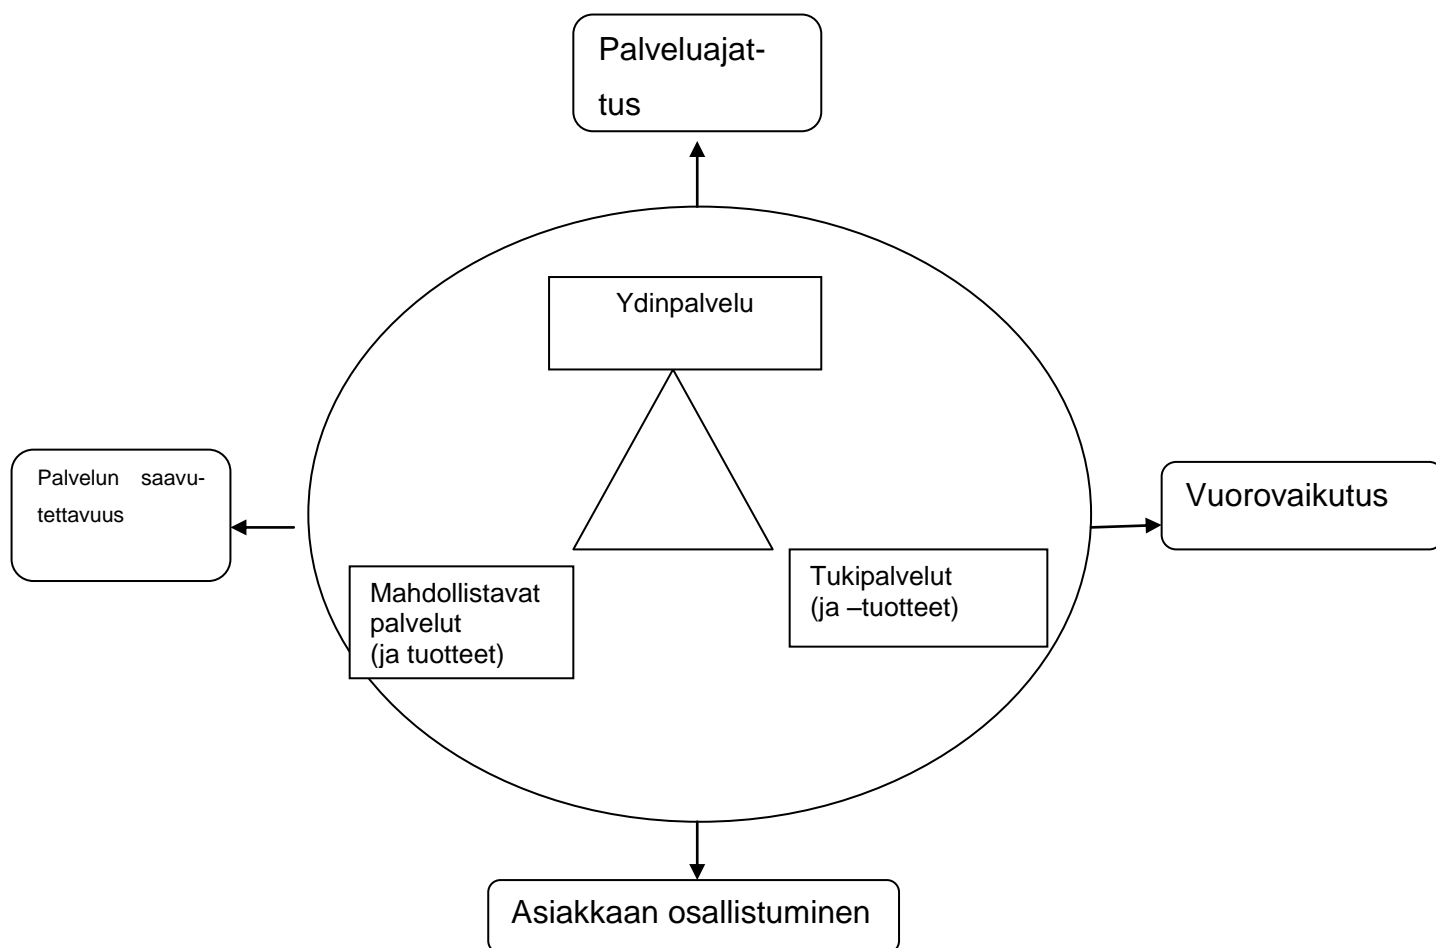 Palveluajat-
tus
Ydinpalvelu
Palvelun saavu-
tettavuus
Vuorovaikutus
Mahdollistavat
palvelut
(ja tuotteet)
Tukipalvelut
(ja –tuotteet)
Asiakkaan osallistuminen